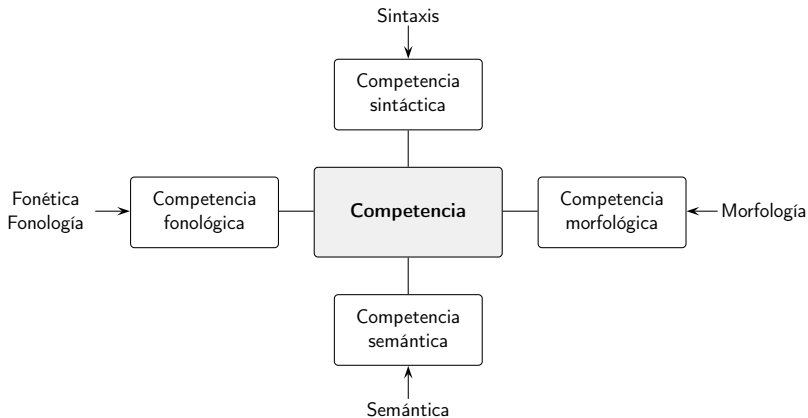 Sintaxis
Competencia
sintáctica
Fonética
Fonología
Competencia
fonológica
Competencia
Competencia
morfológica
Morfología
Competencia
semántica
Semántica